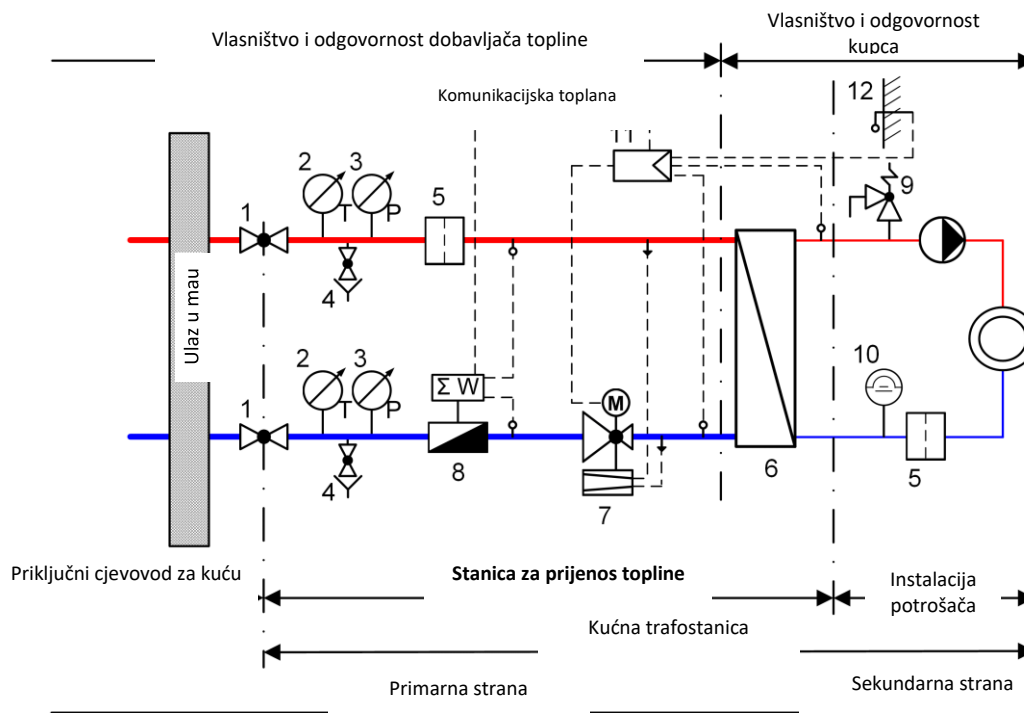 Vlasništvo i odgovornost dobavljača topline
Vlasništvo i odgovornost
kupca
Komunikacijska toplana
12
11
2
3
T
P
1
5
4
9
Ulaz u mau
2
3
T
P
1
4
Σ W
8
M
7
6
10
5
Priključni cjevovod za kuću
Stanica za prijenos topline
Instalacija
potrošača
Kućna trafostanica
Primarna strana
Sekundarna strana